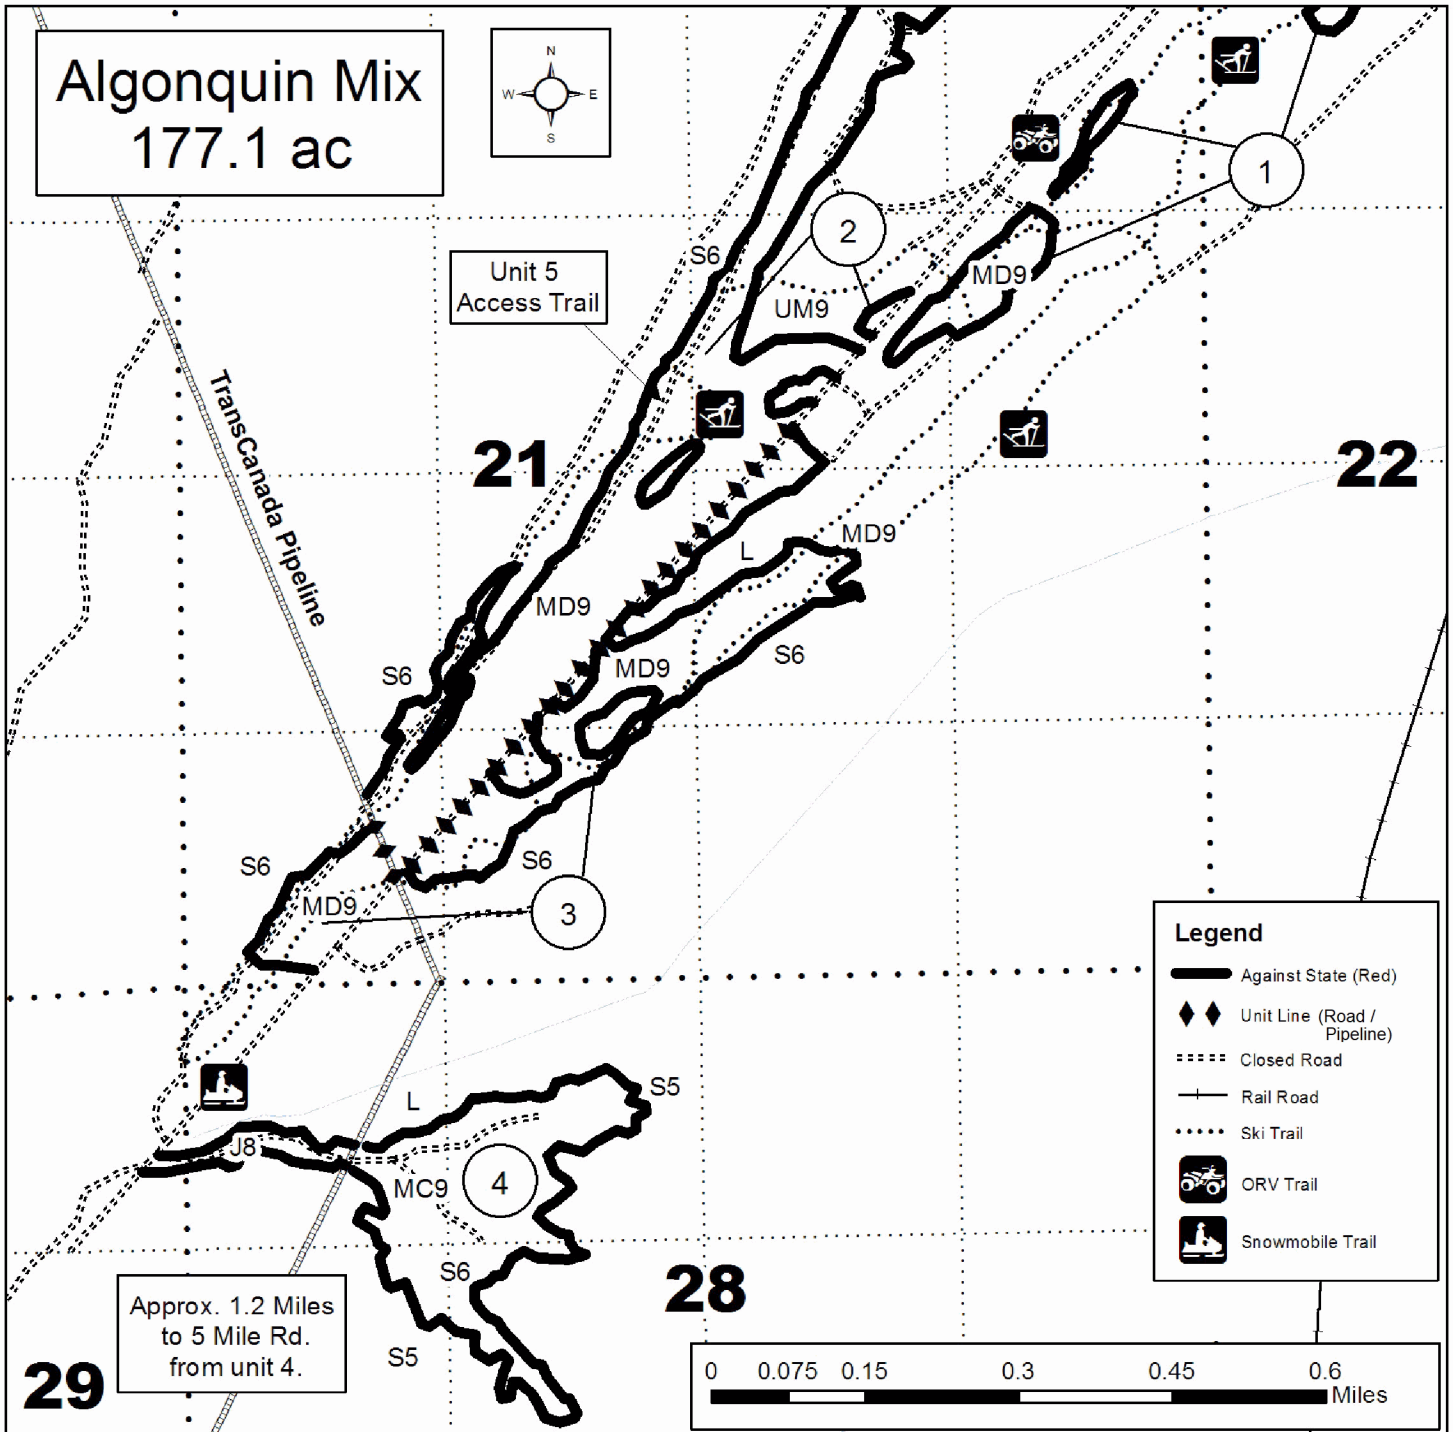 Algonquin Mix
177.1 ac
N
W E
S
1
2
S6
Unit 5
Access Trail
MD9
UM9
TransCanada Pipeline
21
22
MD9
L
MD9
S6
MD9
S6
S6
S6
MD9
3
Legend
Against State (Red)
Unit Line (Road /
Pipeline)
Closed Road
Rail Road
Ski Trail
ORV Trail
Snowmobile Trail
S5
L
J8
MC9
4
S6
28
Approx. 1.2 Miles
to 5 Mile Rd.
from unit 4.
S5
29
0 0.075 0.15 0.3 0.45 0.6
Miles